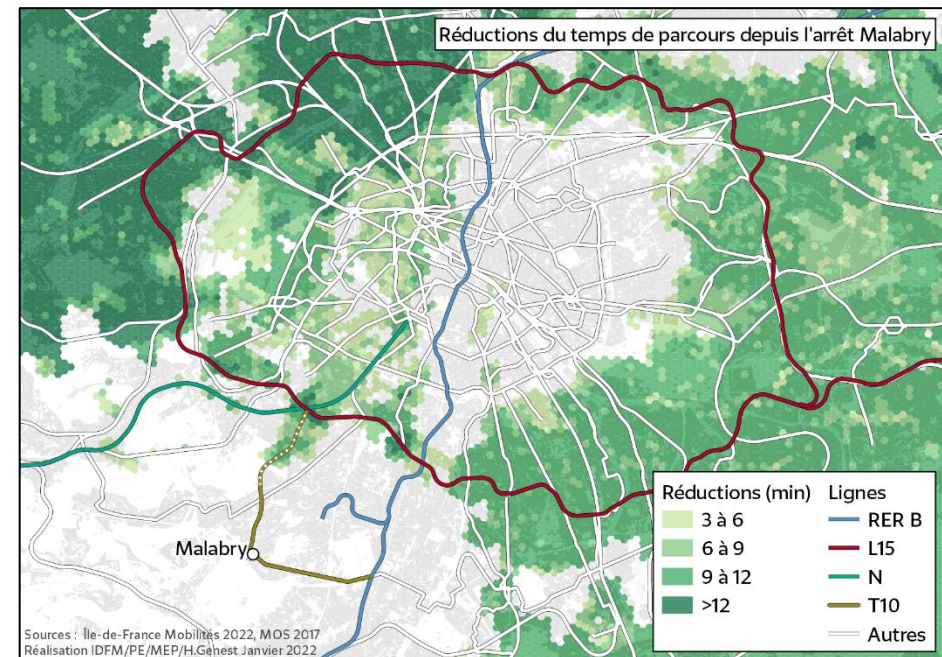 Réductions du temps de parcours depuis l'arrêt Malabry
Malabry
Réductions (min)
3 à 6
6 à 9
9 à 12
>12
Lignes
RER B
L15
N
T10
Autres
Sources : Île-de-France Mobilités 2022, MOS 2017
Réalisation IDFM/PE/MEP/H.Genest Janvier 2022